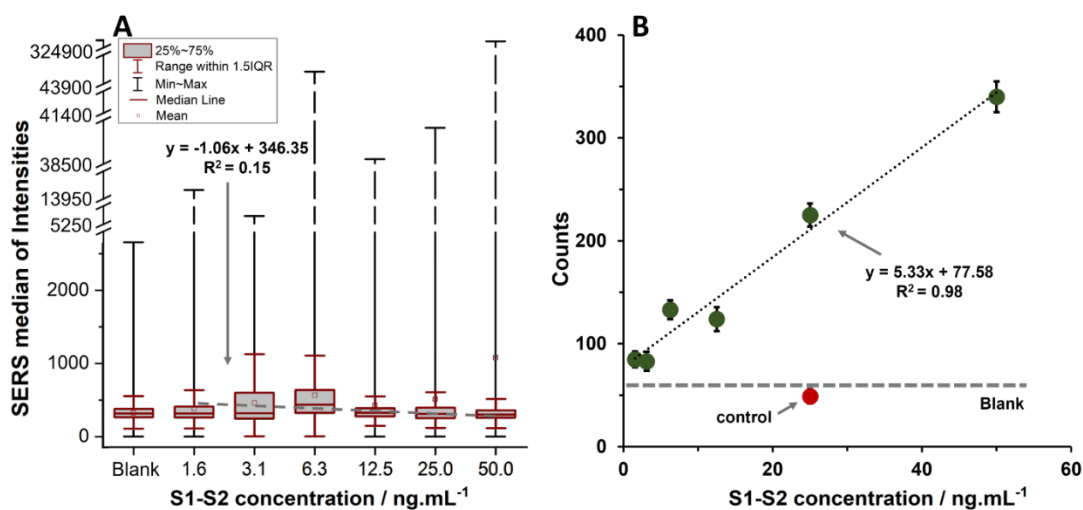 A
25%~75%
Range within 1.5IQR
Min~Max
Median Line
Mean
y = -1.06x + 346.35
R² = 0.15
SERS median of Intensities
324900
43900
41400
38500
13950
5250
2000
1000
0
Blank 1.6 3.1 6.3 12.5 25.0 50.0
S1-S2 concentration / ng.mL⁻¹
B
Counts
400
300
200
100
0
y = 5.33x + 77.58
R² = 0.98
control
Blank
0 20 40 60
S1-S2 concentration / ng.mL⁻¹